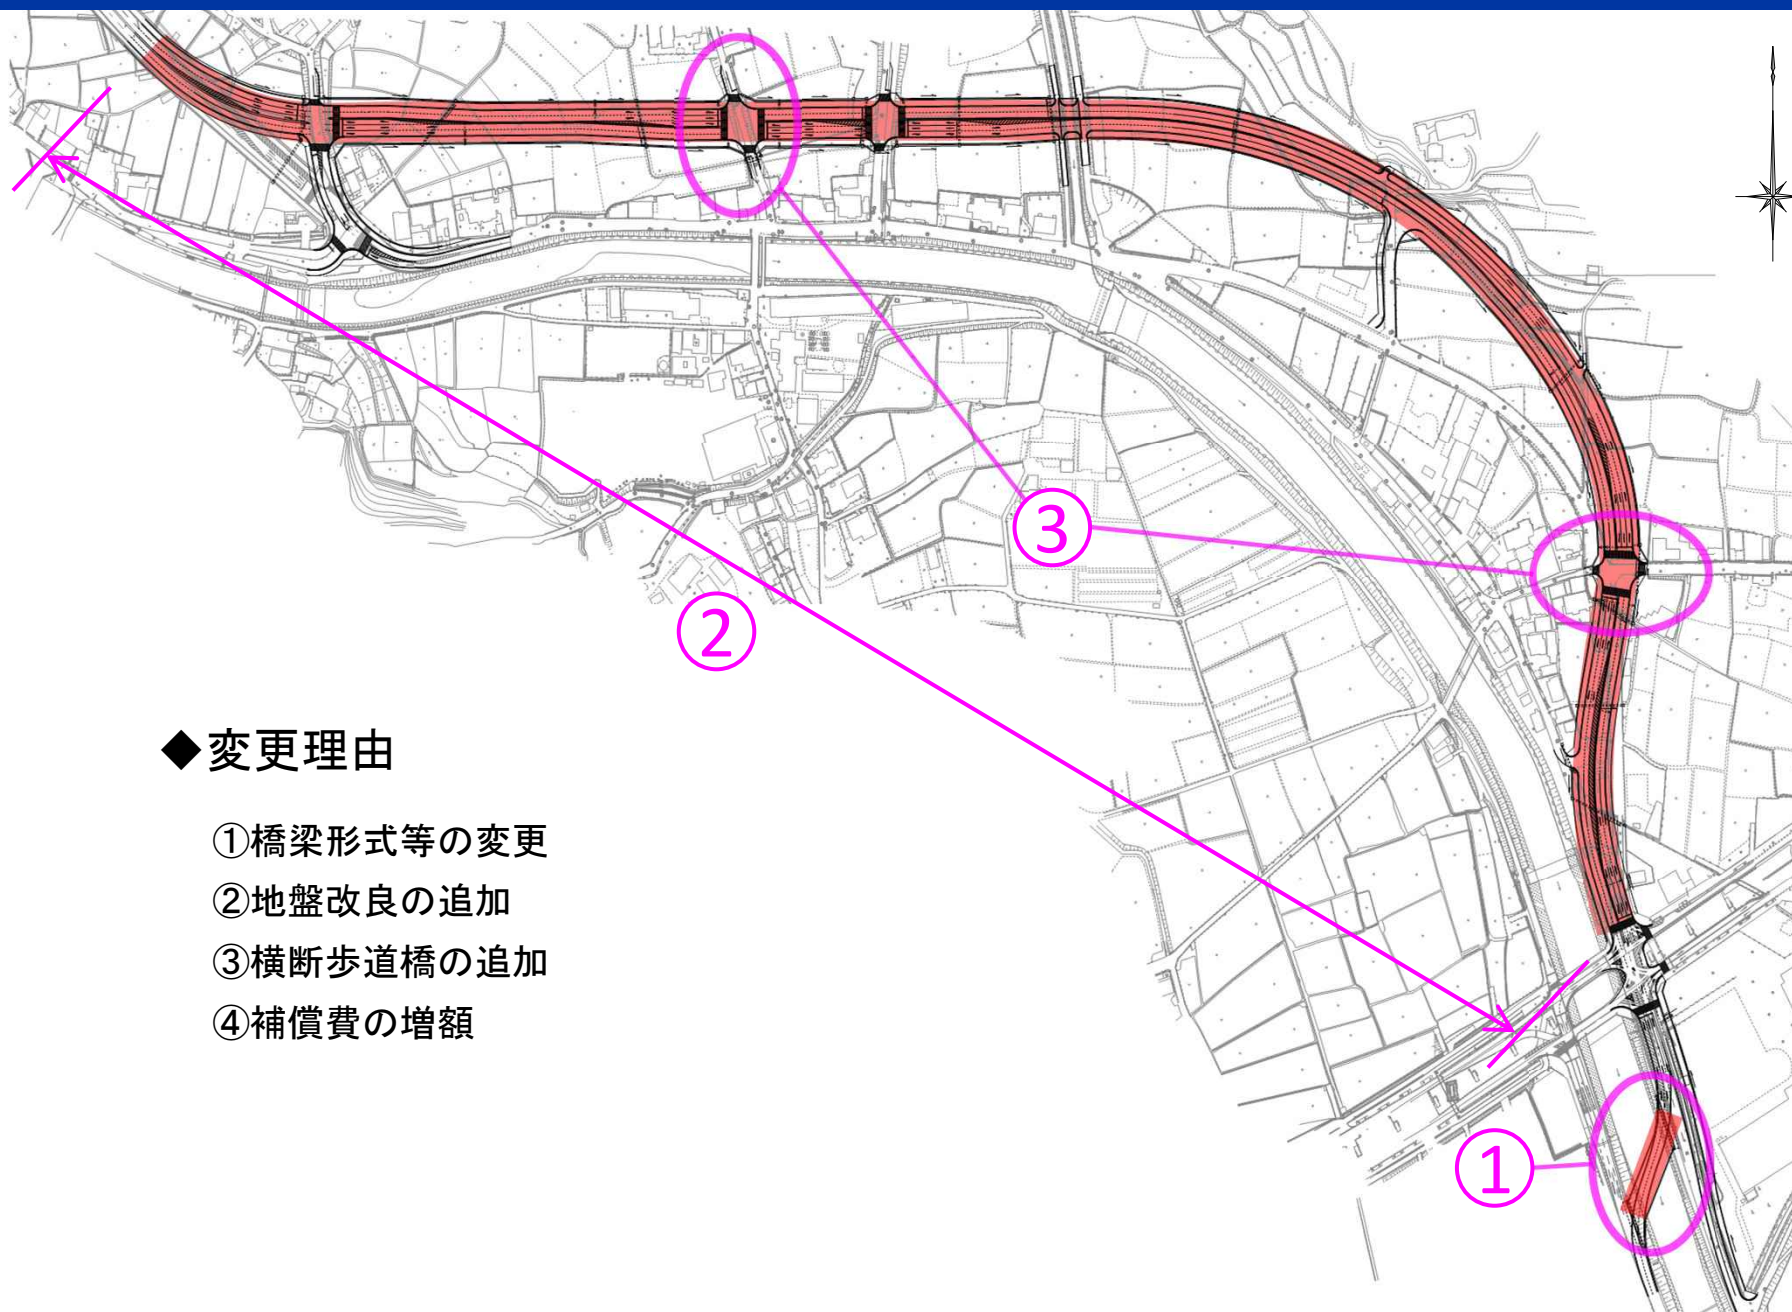 ③
②
◆変更理由
①橋梁形式等の変更
②地盤改良の追加
③横断歩道橋の追加
④補償費の増額
①